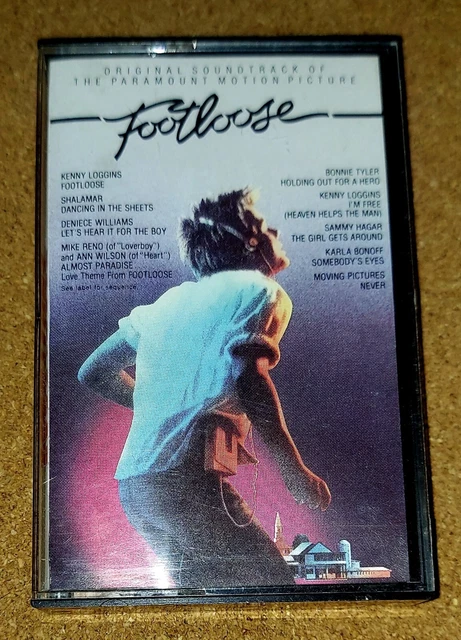 ORIGINAL SOUNDTRACK OF
THE PARAMOUNT MOTION PICTURE
Footloose
KENNY LOGGINS
FOOTLOOSE
SHALAMAR
DANCING IN THE SHEETS
DENIECE WILLIAMS
LET'S HEAR IT FOR THE BOY
MIKE RENO (of "Loverboy")
and ANN WILSON (of "Heart")
ALMOST PARADISE
Love Theme From FOOTLOOSE
See label for sequence.
BONNIE TYLER
HOLDING OUT FOR A HERO
KENNY LOGGINS
I'M FREE
(HEAVEN HELPS THE MAN)
SAMMY HAGAR
THE GIRL GETS AROUND
KARLA BONOFF
SOMEBODY'S EYES
MOVING PICTURES
NEVER